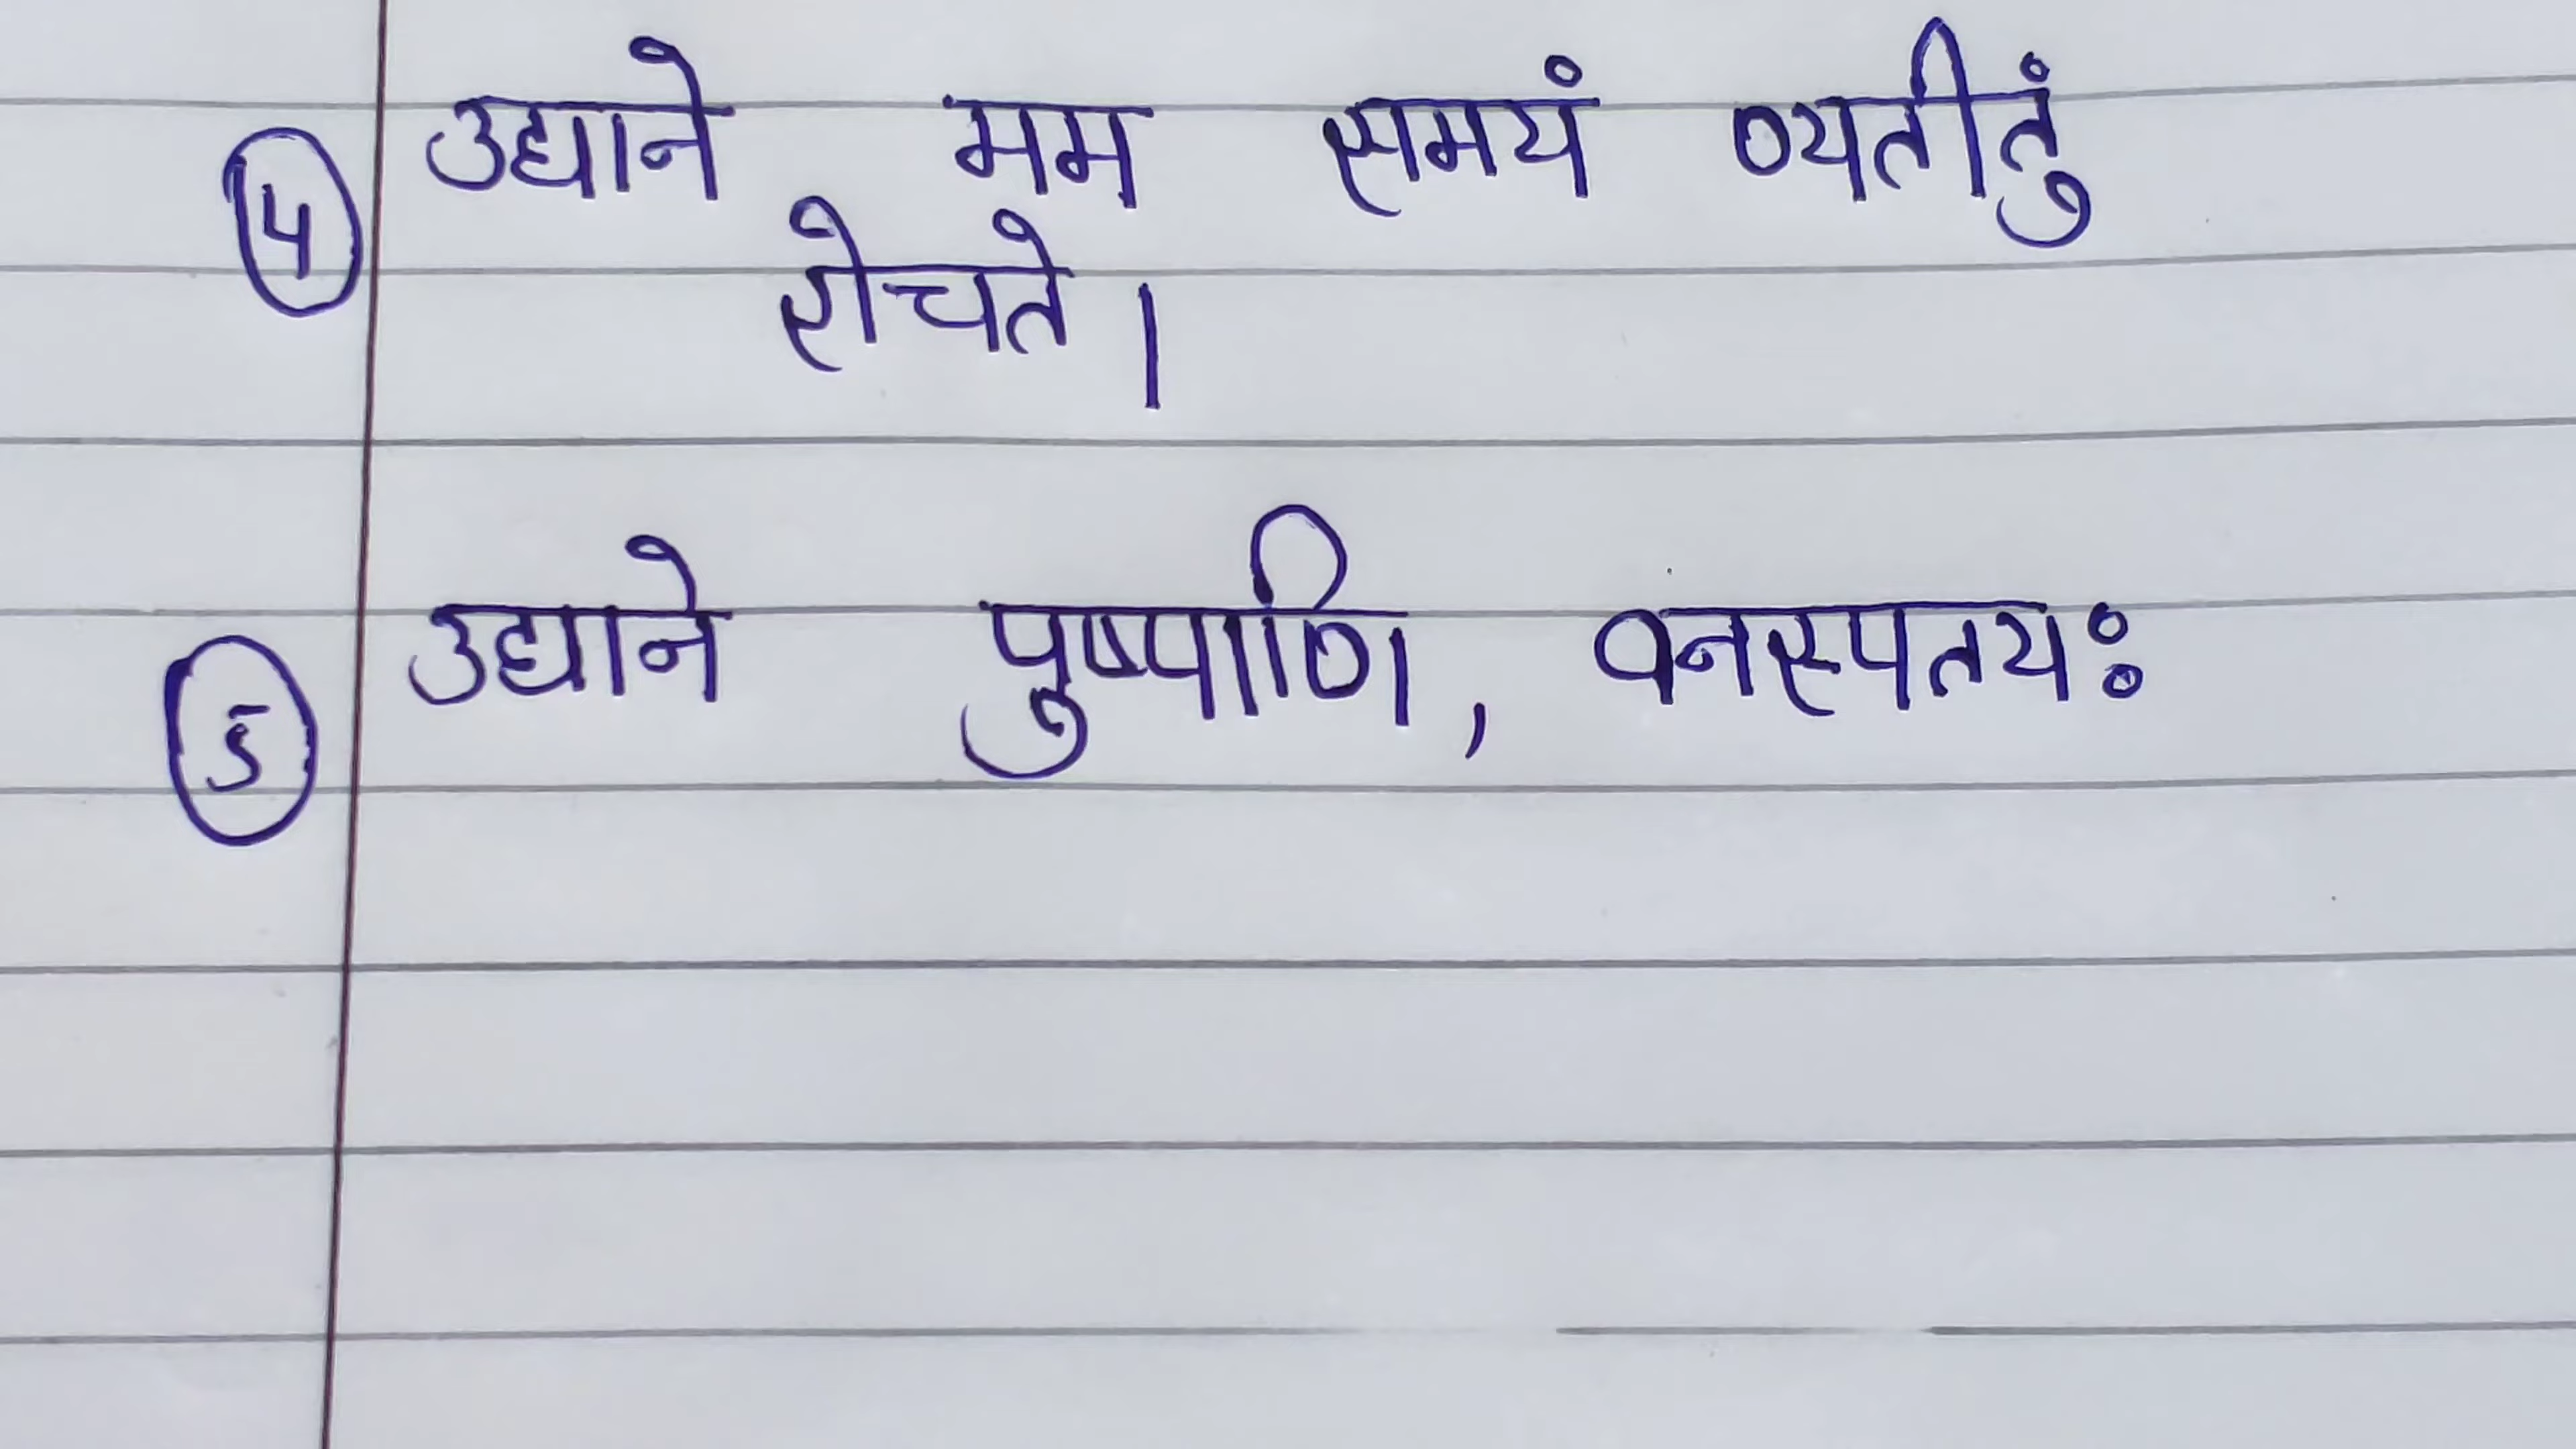 ④ उद्याने मम समयं व्यतीतुं
रोचते।
⑤ उद्याने पुष्पाणि, वनस्पतयः